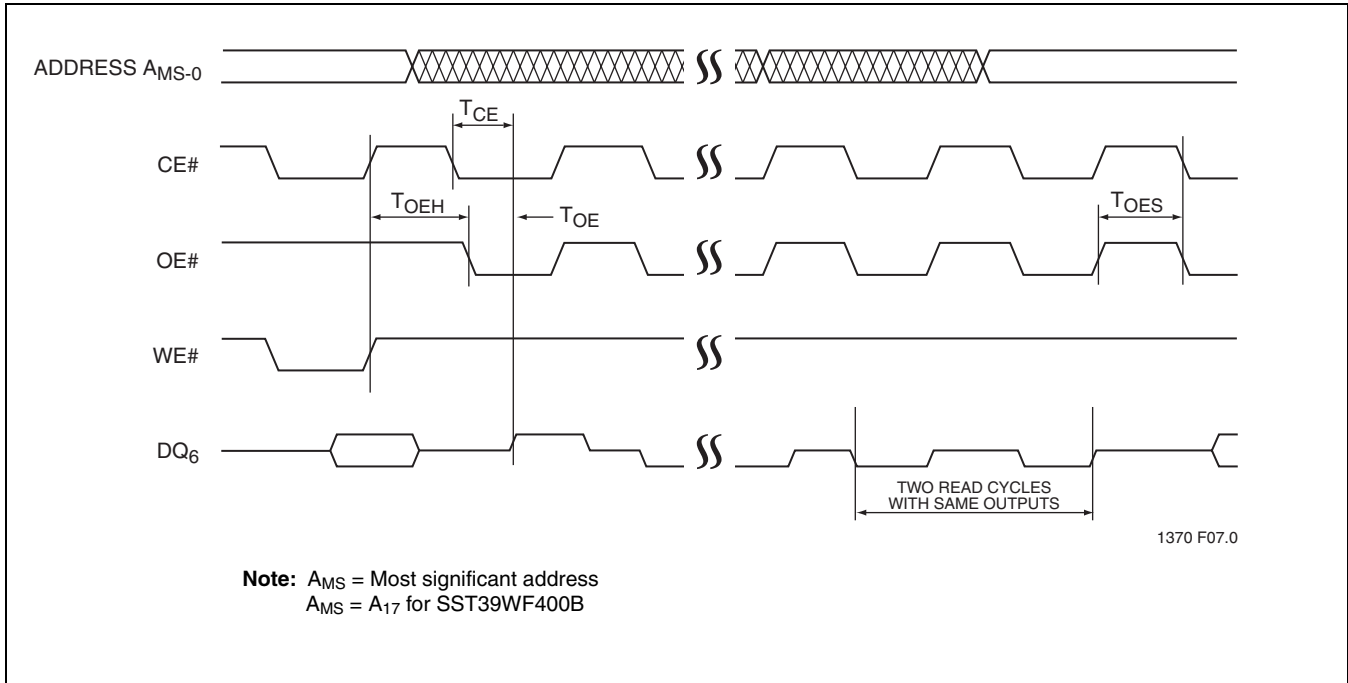 ADDRESS AMS-0
TCE
CE#
TOEH
TOE
TOES
OE#
WE#
DQ6
TWO READ CYCLES
WITH SAME OUTPUTS
1370 F07.0
Note: AMS = Most significant address
AMS = A17 for SST39WF400B